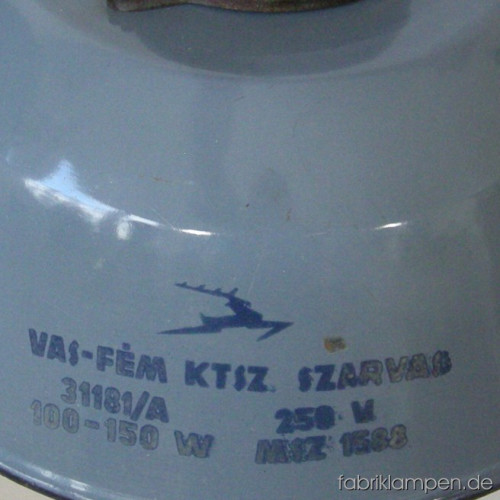 VAS-FÉM KTSZ. SZARVAS
31181/A
250 V
100-150 W
MSZ 1588
fabriklampen.de